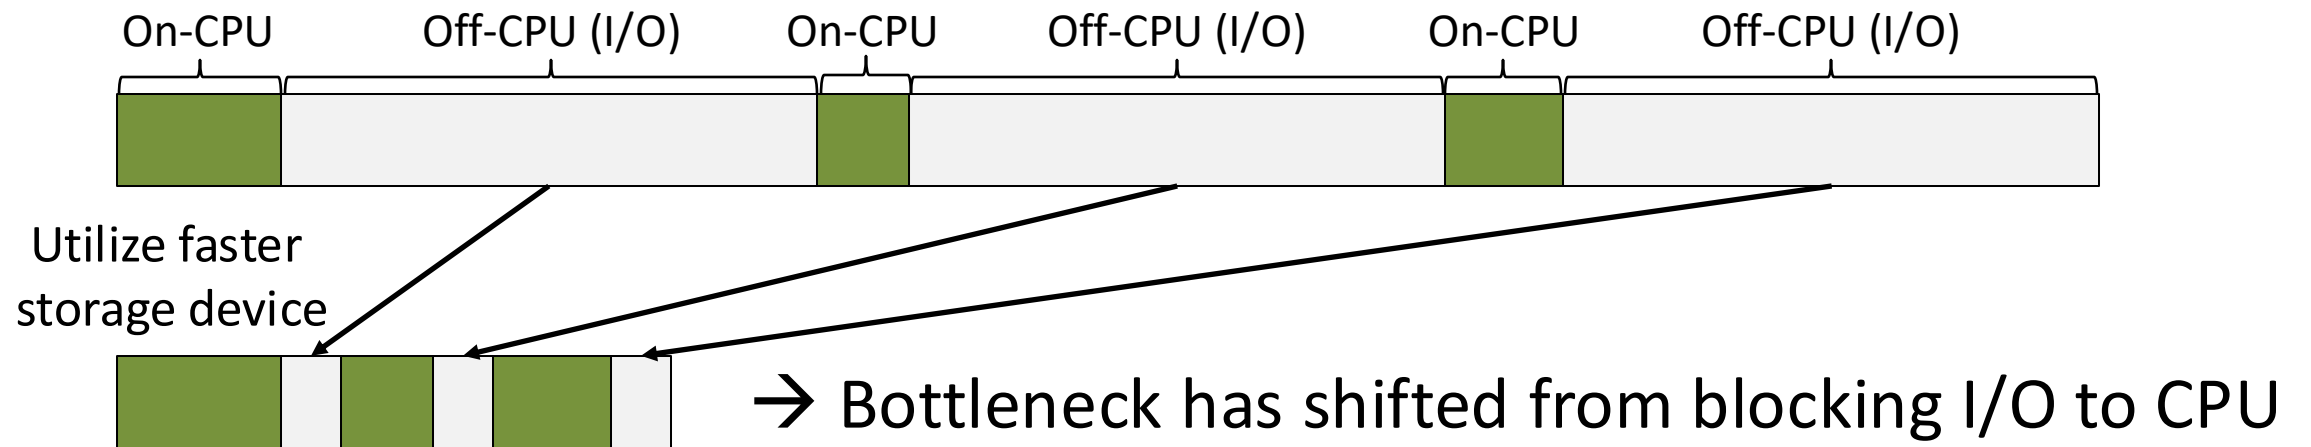 On-CPU Off-CPU (I/O) On-CPU Off-CPU (I/O) On-CPU Off-CPU (I/O)
Utilize faster
storage device
→ Bottleneck has shifted from blocking I/O to CPU